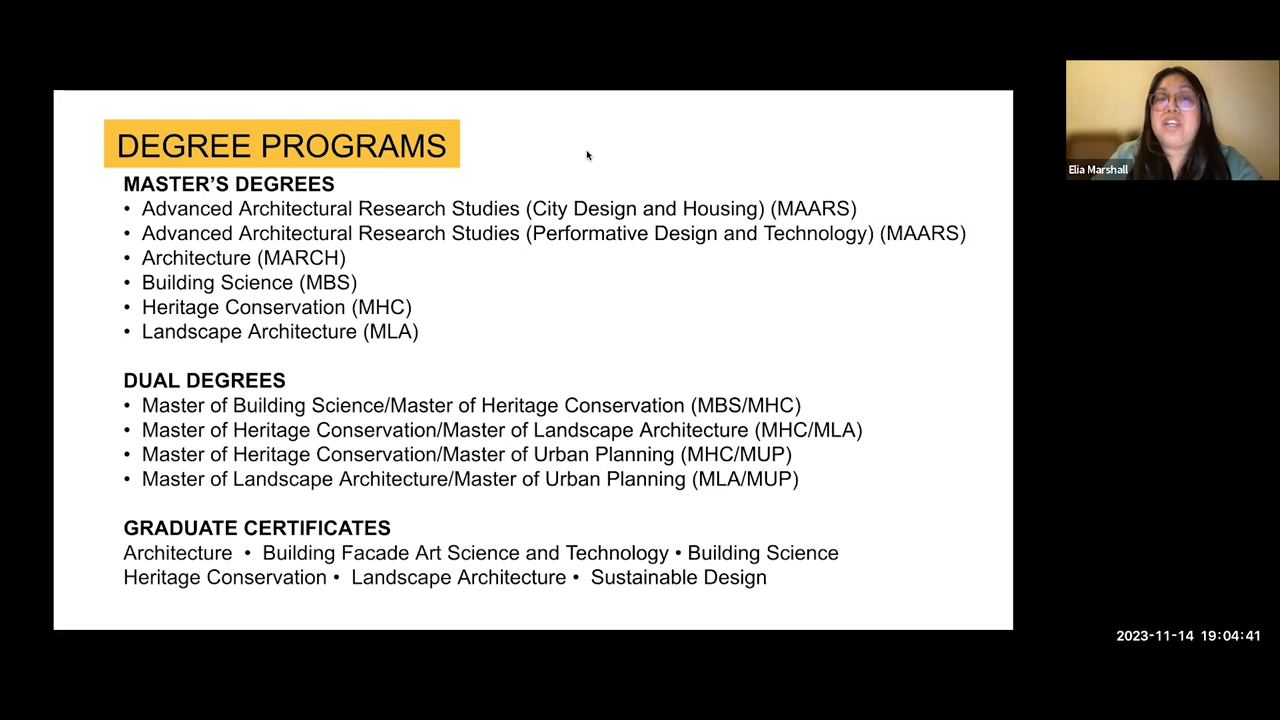 DEGREE PROGRAMS
MASTER’S DEGREES
• Advanced Architectural Research Studies (City Design and Housing) (MAARS)
• Advanced Architectural Research Studies (Performative Design and Technology) (MAARS)
• Architecture (MARCH)
• Building Science (MBS)
• Heritage Conservation (MHC)
• Landscape Architecture (MLA)
DUAL DEGREES
• Master of Building Science/Master of Heritage Conservation (MBS/MHC)
• Master of Heritage Conservation/Master of Landscape Architecture (MHC/MLA)
• Master of Heritage Conservation/Master of Urban Planning (MHC/MUP)
• Master of Landscape Architecture/Master of Urban Planning (MLA/MUP)
GRADUATE CERTIFICATES
Architecture • Building Facade Art Science and Technology • Building Science
Heritage Conservation • Landscape Architecture • Sustainable Design
Elia Marshall
2023-11-14 19:04:41